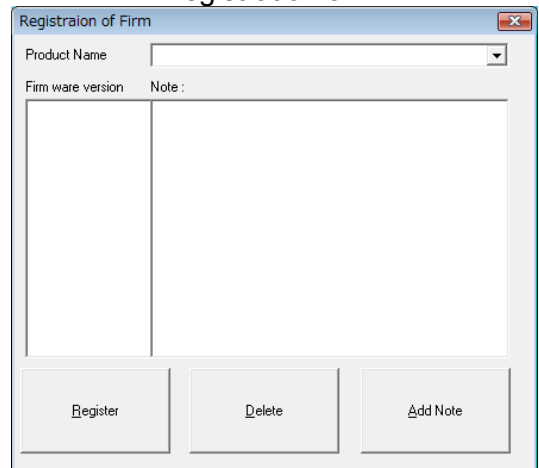 Registraion of Firm
Product Name
Firm ware version Note :
Register Delete Add Note